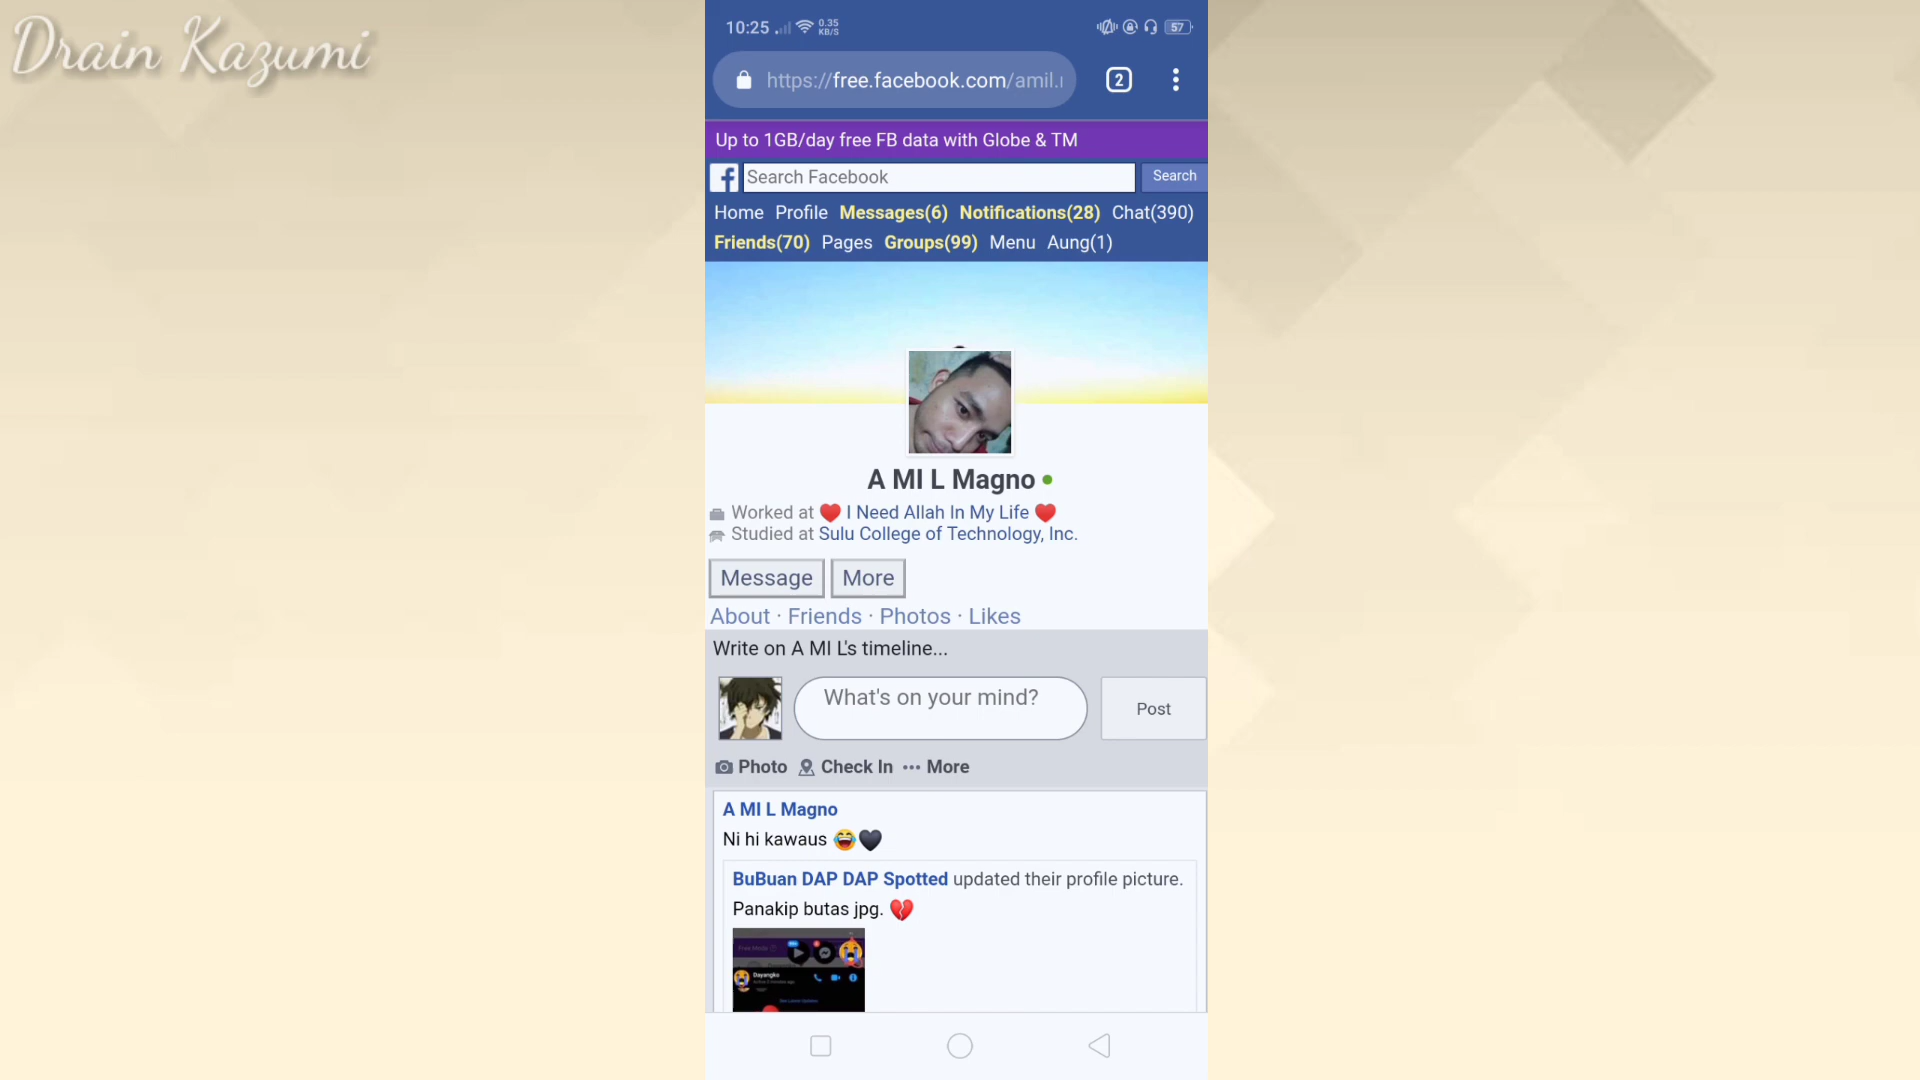 Drain Kazumi
10:25 0.35 KB/S 57
https://free.facebook.com/amil. 2
Up to 1GB/day free FB data with Globe & TM
Search Facebook Search
Home Profile Messages(6) Notifications(28) Chat(390)
Friends(70) Pages Groups(99) Menu Aung(1)
A MI L Magno
Worked at ❤️ I Need Allah In My Life ❤️
Studied at Sulu College of Technology, Inc.
Message More
About · Friends · Photos · Likes
Write on A MI L's timeline...
What's on your mind? Post
Photo Check In ••• More
A MI L Magno
Ni hi kawaus 😂🖤
BuBuan DAP DAP Spotted updated their profile picture.
Panakip butas jpg. 💔
Dayangko